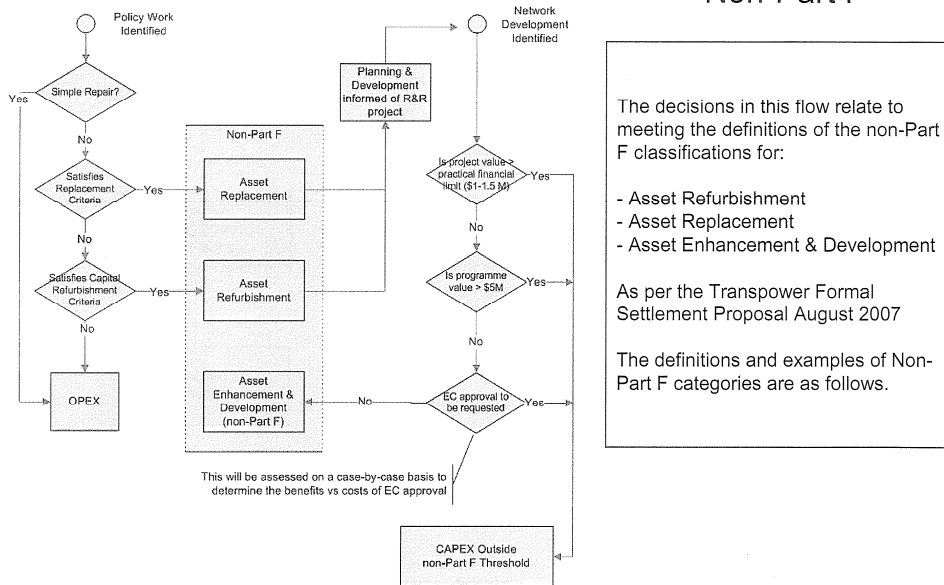 Non-Part F
Policy Work
Identified
Simple Repair?
Yes
No
Satisfies
Replacement
Criteria
Yes
No
Satisfies Capital
Refurbishment
Criteria
Yes
No
OPEX
Non-Part F
Asset
Replacement
Asset
Refurbishment
Asset
Enhancement &
Development
(non-Part F)
Planning &
Development
informed of R&R
project
Network
Development
Identified
Is project value >
practical financial
limit ($1-1.5 M)
Yes
No
Is programme
value > $5M
Yes
No
EC approval to
be requested
Yes
No
This will be assessed on a case-by-case basis to
determine the benefits vs costs of EC approval
CAPEX Outside
non-Part F Threshold
The decisions in this flow relate to
meeting the definitions of the non-Part
F classifications for:
- Asset Refurbishment
- Asset Replacement
- Asset Enhancement & Development
As per the Transpower Formal
Settlement Proposal August 2007
The definitions and examples of Non-
Part F categories are as follows.